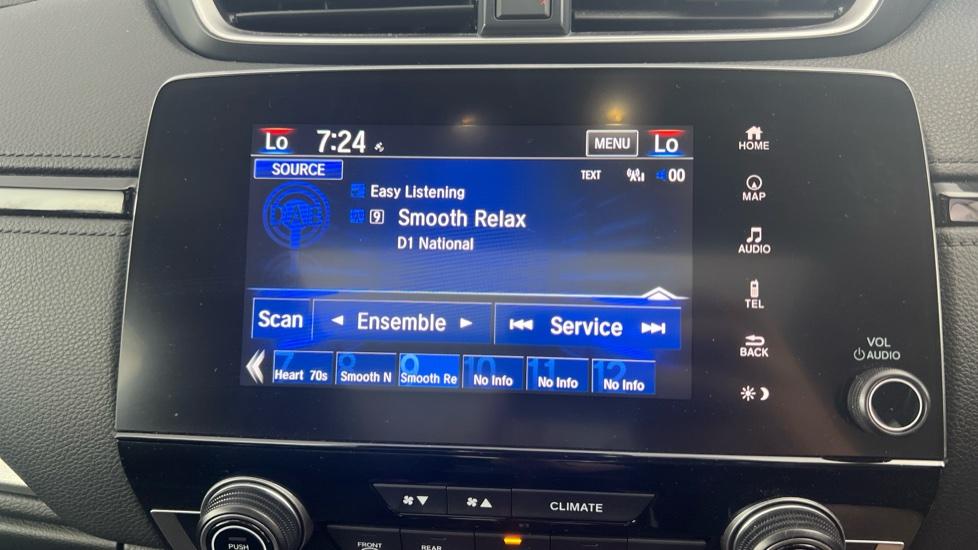 Lo 7:24 MENU Lo
SOURCE
TEXT 00
DAB
Easy Listening
9 Smooth Relax
D1 National
Scan Ensemble Service
7 8 9 10 11 12
Heart 70s Smooth N Smooth Re No Info No Info No Info
HOME
MAP
AUDIO
TEL
BACK
VOL
AUDIO
CLIMATE
PUSH
FRONT
REAR